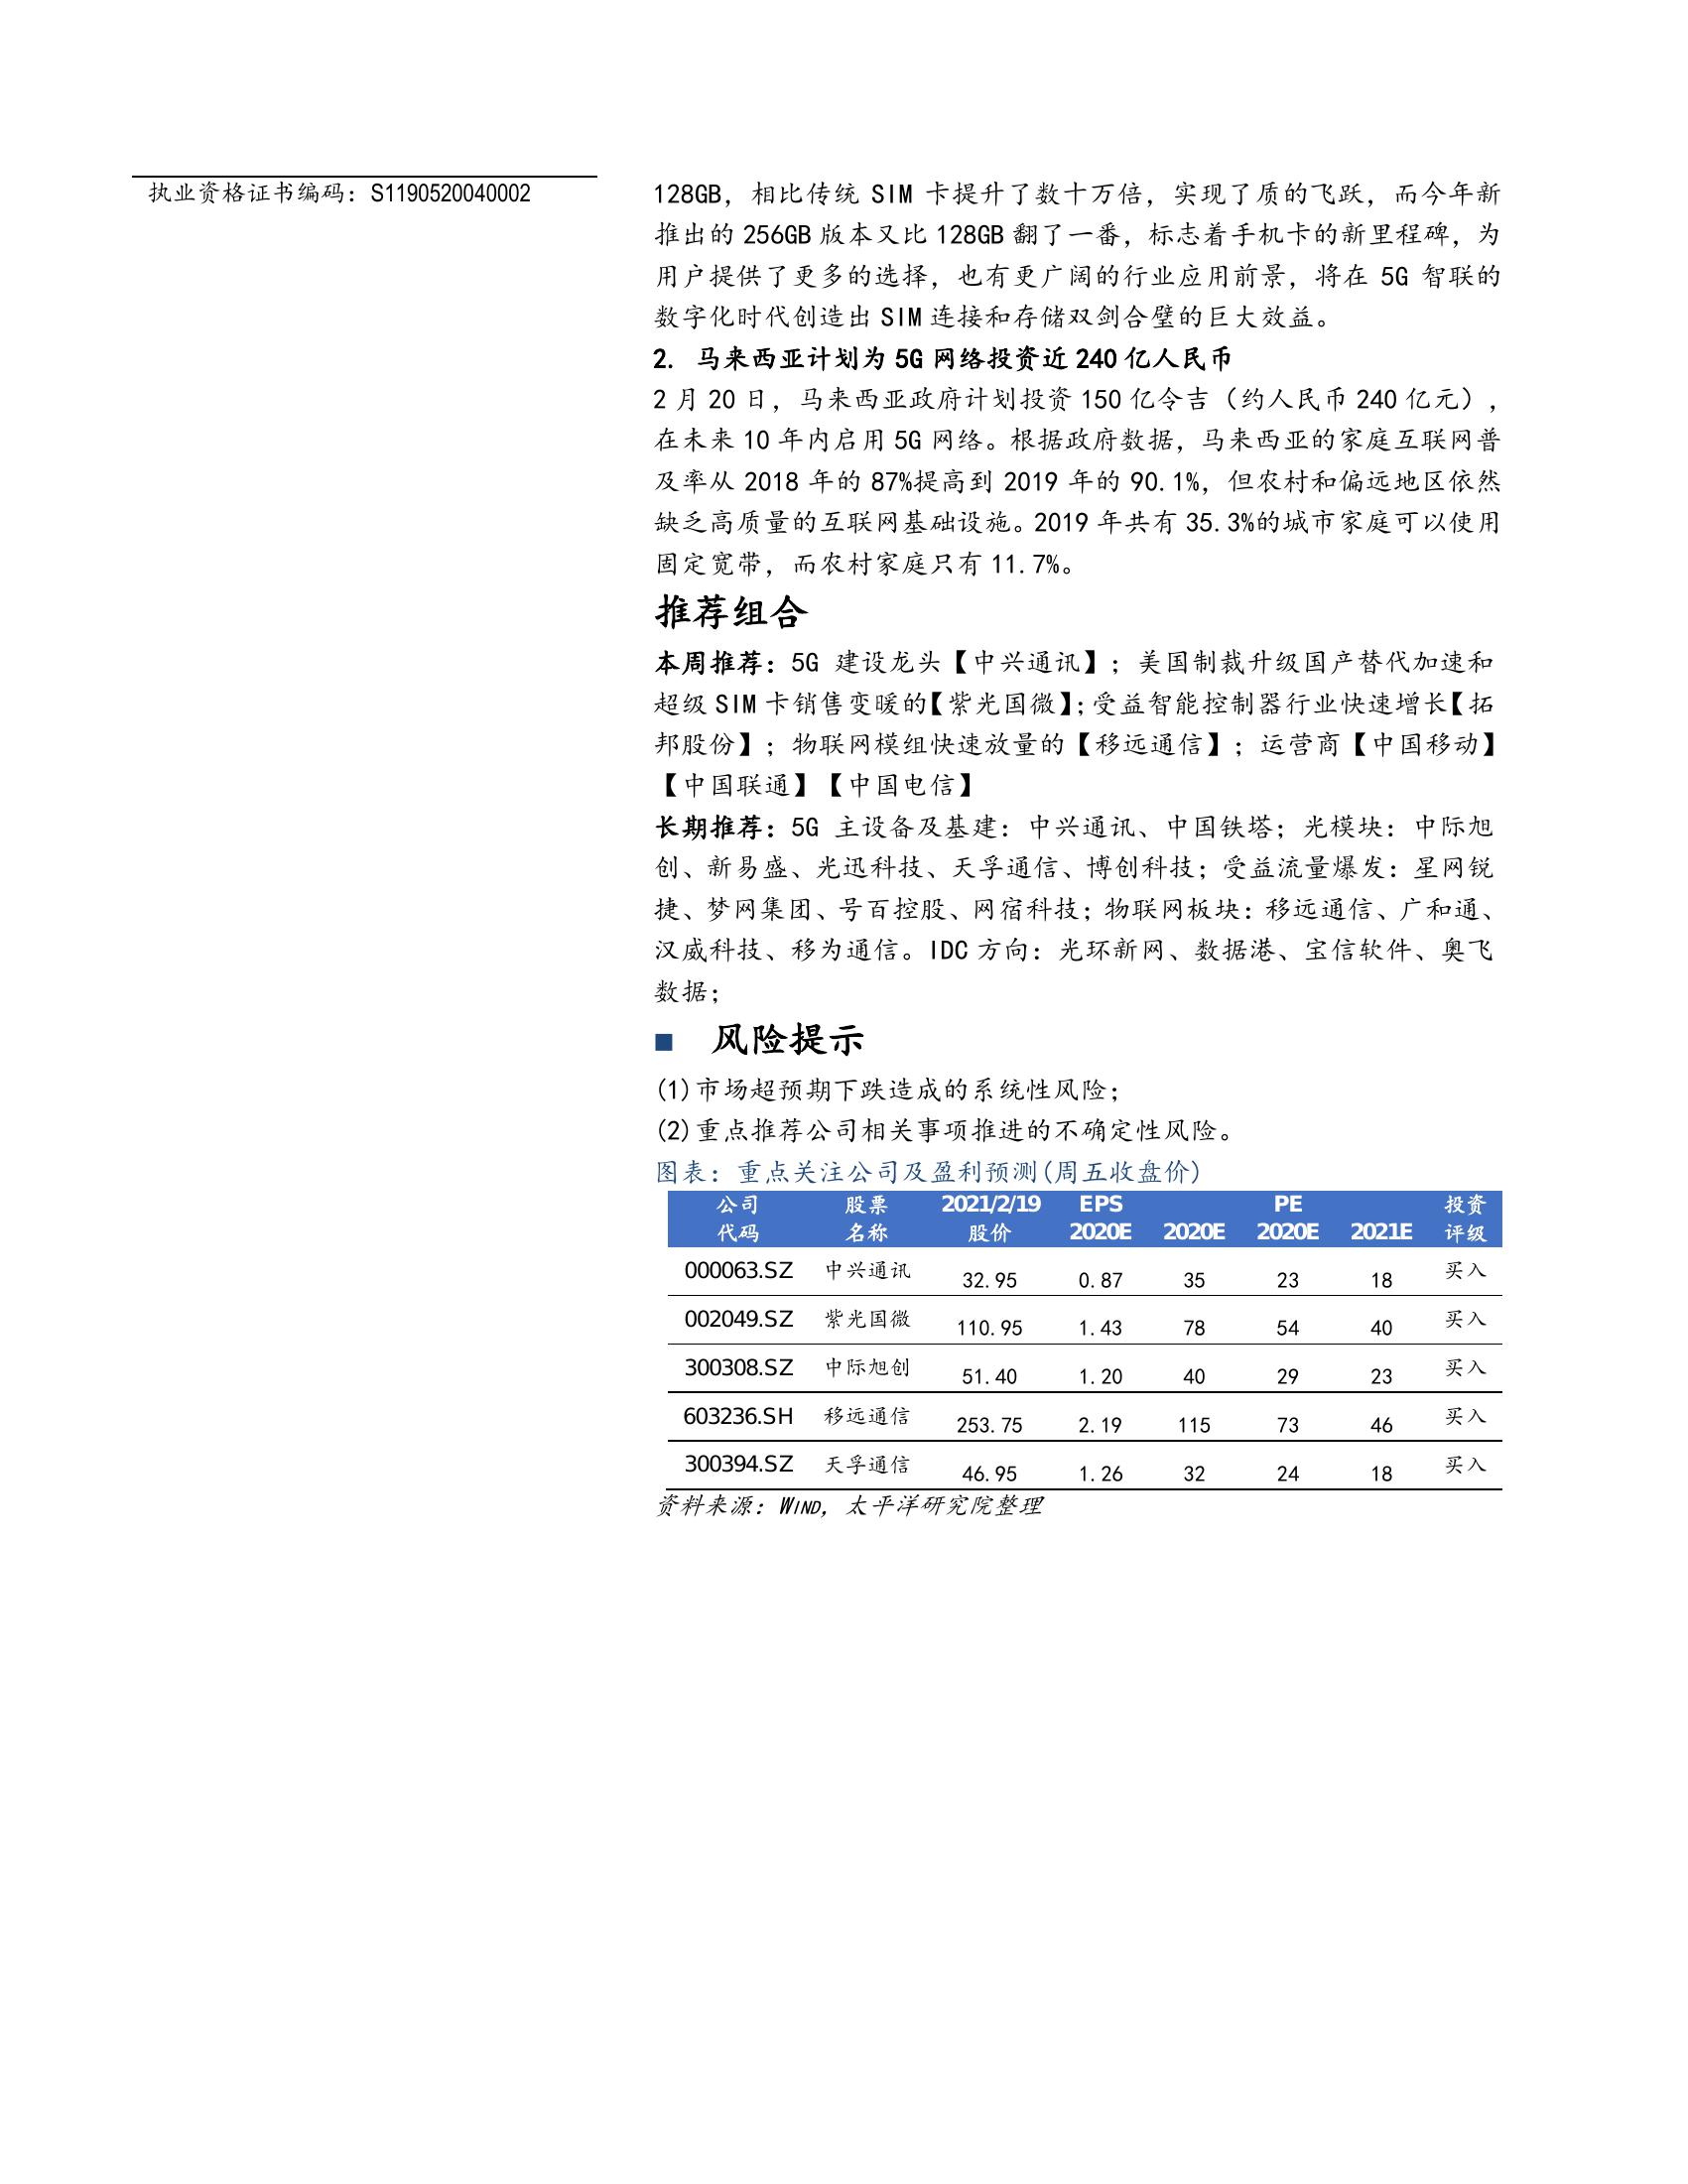 执业资格证书编码：S1190520040002
128GB，相比传统 SIM 卡提升了数十万倍，实现了质的飞跃，而今年新
推出的 256GB 版本又比 128GB 翻了一番，标志着手机卡的新里程碑，为
用户提供了更多的选择，也有更广阔的行业应用前景，将在 5G 智联的
数字化时代创造出 SIM 连接和存储双剑合璧的巨大效益。
2. 马来西亚计划为 5G 网络投资近 240 亿人民币
2 月 20 日，马来西亚政府计划投资 150 亿令吉（约人民币 240 亿元），
在未来 10 年内启用 5G 网络。根据政府数据，马来西亚的家庭互联网普
及率从 2018 年的 87%提高到 2019 年的 90.1%，但农村和偏远地区依然
缺乏高质量的互联网基础设施。2019 年共有 35.3%的城市家庭可以使用
固定宽带，而农村家庭只有 11.7%。
推荐组合
本周推荐：5G 建设龙头【中兴通讯】；美国制裁升级国产替代加速和
超级 SIM 卡销售变暖的【紫光国微】；受益智能控制器行业快速增长【拓
邦股份】；物联网模组快速放量的【移远通信】；运营商【中国移动】
【中国联通】【中国电信】
长期推荐：5G 主设备及基建：中兴通讯、中国铁塔；光模块：中际旭
创、新易盛、光迅科技、天孚通信、博创科技；受益流量爆发：星网锐
捷、梦网集团、号百控股、网宿科技；物联网板块：移远通信、广和通、
汉威科技、移为通信。IDC 方向：光环新网、数据港、宝信软件、奥飞
数据；
■ 风险提示
(1)市场超预期下跌造成的系统性风险；
(2)重点推荐公司相关事项推进的不确定性风险。
图表：重点关注公司及盈利预测(周五收盘价)
公司 股票 2021/2/19 EPS PE 投资
代码 名称 股价 2020E 2020E 2020E 2021E 评级
000063.SZ 中兴通讯 32.95 0.87 35 23 18 买入
002049.SZ 紫光国微 110.95 1.43 78 54 40 买入
300308.SZ 中际旭创 51.40 1.20 40 29 23 买入
603236.SH 移远通信 253.75 2.19 115 73 46 买入
300394.SZ 天孚通信 46.95 1.26 32 24 18 买入
资料来源：WIND，太平洋研究院整理